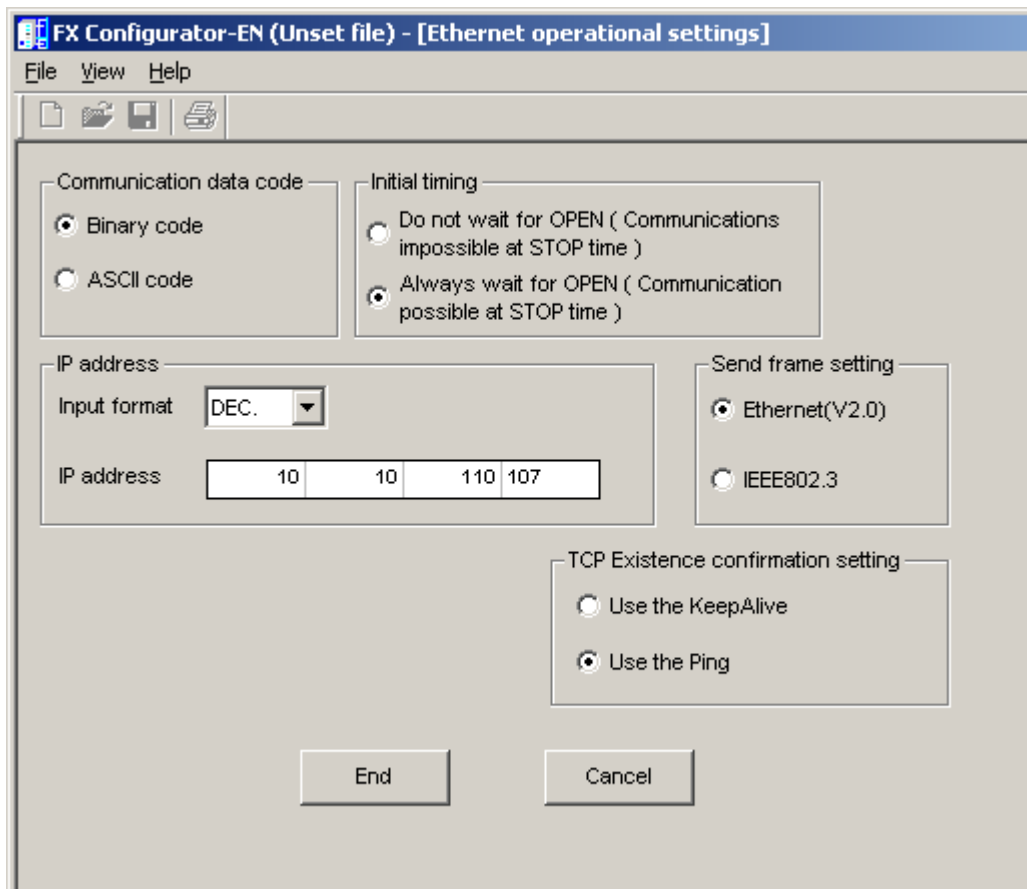 FX Configurator-EN (Unset file) - [Ethernet operational settings]
File View Help
Communication data code
Binary code
ASCII code
Initial timing
Do not wait for OPEN ( Communications
impossible at STOP time )
Always wait for OPEN ( Communication
possible at STOP time )
IP address
Input format DEC.
IP address 10 10 110 107
Send frame setting
Ethernet(V2.0)
IEEE802.3
TCP Existence confirmation setting
Use the KeepAlive
Use the Ping
End Cancel